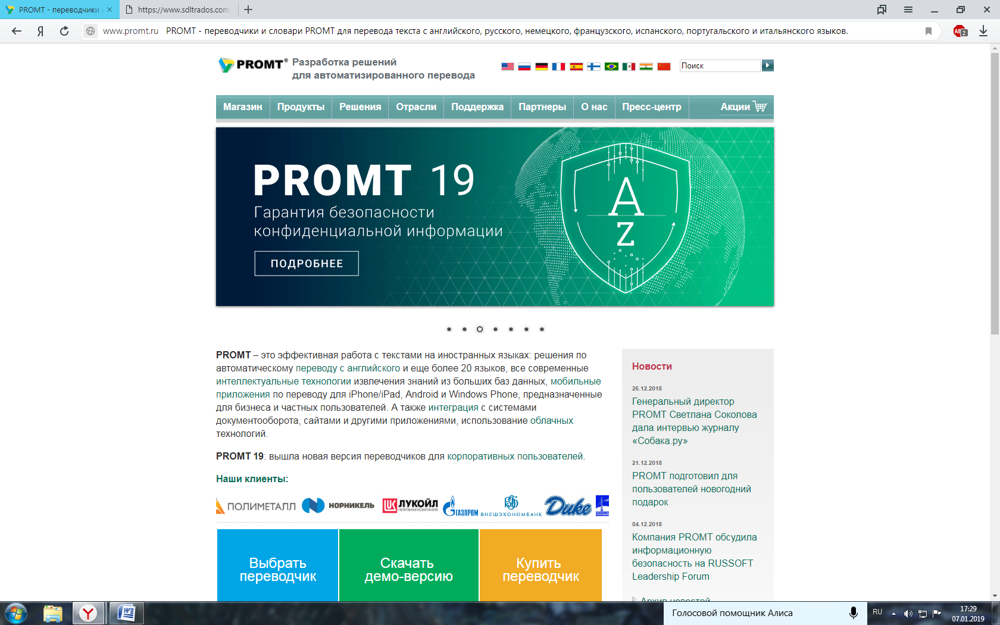 PROMT - переводчики
https://www.sdltrados.com
www.promt.ru PROMT - переводчики и словари PROMT для перевода текста с английского, русского, немецкого, французского, испанского, португальского и итальянского языков.
ABP 2
PROMT® Разработка решений
для автоматизированного перевода
Поиск
Магазин Продукты Решения Отрасли Поддержка Партнеры О нас Пресс-центр Акции
PROMT 19
Гарантия безопасности
конфиденциальной информации
ПОДРОБНЕЕ
A
Z
PROMT – это эффективная работа с текстами на иностранных языках: решения по
автоматическому переводу с английского и еще более 20 языков, все современные
интеллектуальные технологии извлечения знаний из больших баз данных, мобильные
приложения по переводу для iPhone/iPad, Android и Windows Phone, предназначенные
для бизнеса и частных пользователей. А также интеграция с системами
документооборота, сайтами и другими приложениями, использование облачных
технологий.
PROMT 19: вышла новая версия переводчиков для корпоративных пользователей.
Наши клиенты:
ПОЛИМЕТАЛЛ НОРНИКЕЛЬ ЛУКОЙЛ НЕФТЯНАЯ КОМПАНИЯ ГАЗПРОМ ВНЕШЭКОНОМБАНК Duke
Выбрать
переводчик
Скачать
демо-версию
Купить
переводчик
Новости
26.12.2018
Генеральный директор
PROMT Светлана Соколова
дала интервью журналу
«Собака.ру»
21.12.2018
PROMT подготовил для
пользователей новогодний
подарок
04.12.2018
Компания PROMT обсудила
информационную
безопасность на RUSSOFT
Leadership Forum
Архив новостей
Голосовой помощник Алиса
RU
17:29
07.01.2019